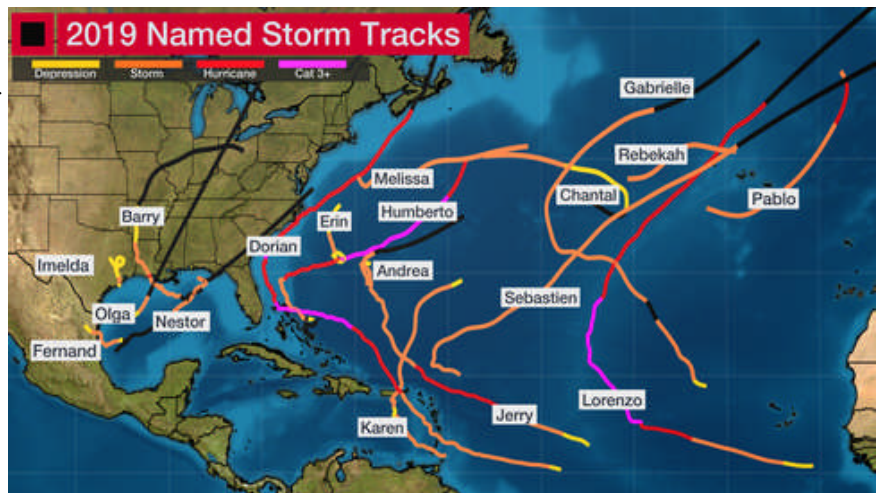 2019 Named Storm Tracks
Depression Storm Hurricane Cat 3+
Gabrielle
Rebekah
Melissa
Chantal
Pablo
Barry
Erin
Humberto
Dorian
Imelda
Andrea
Sebastien
Olga
Nestor
Fernand
Lorenzo
Jerry
Karen